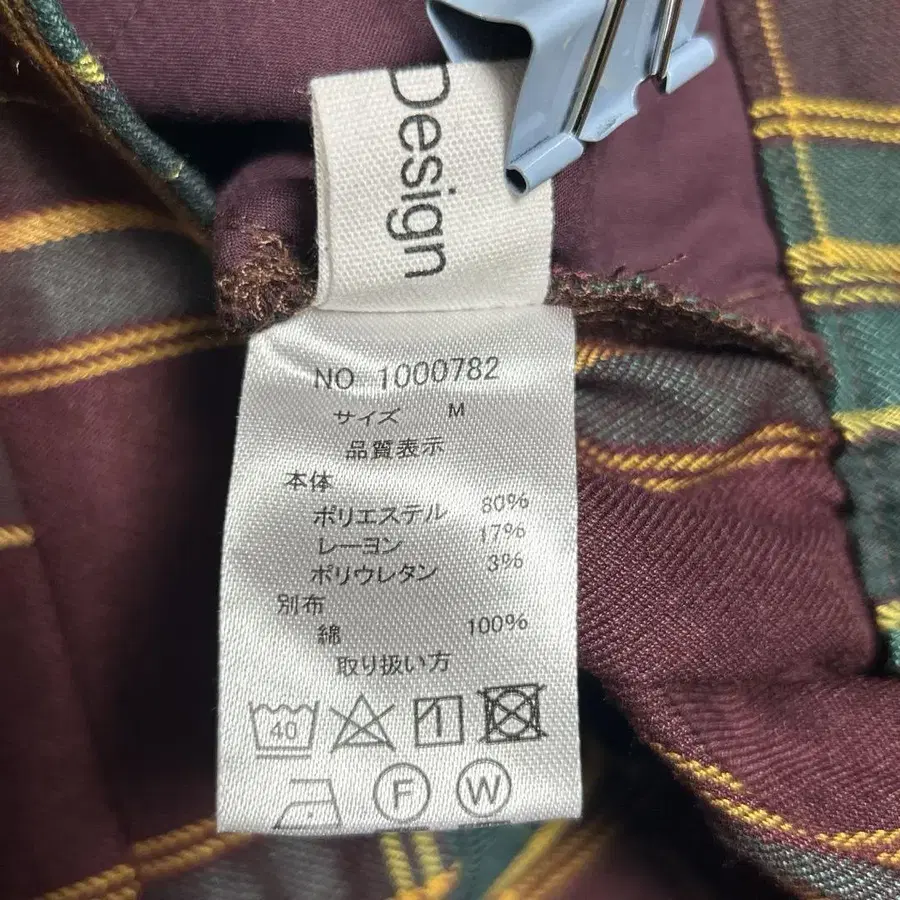 Design
NO 1000782
サイズ M
品質表示
本体
ポリエステル 80%
レーヨン 17%
ポリウレタン 3%
別布
綿 100%
取り扱い方
40
F W